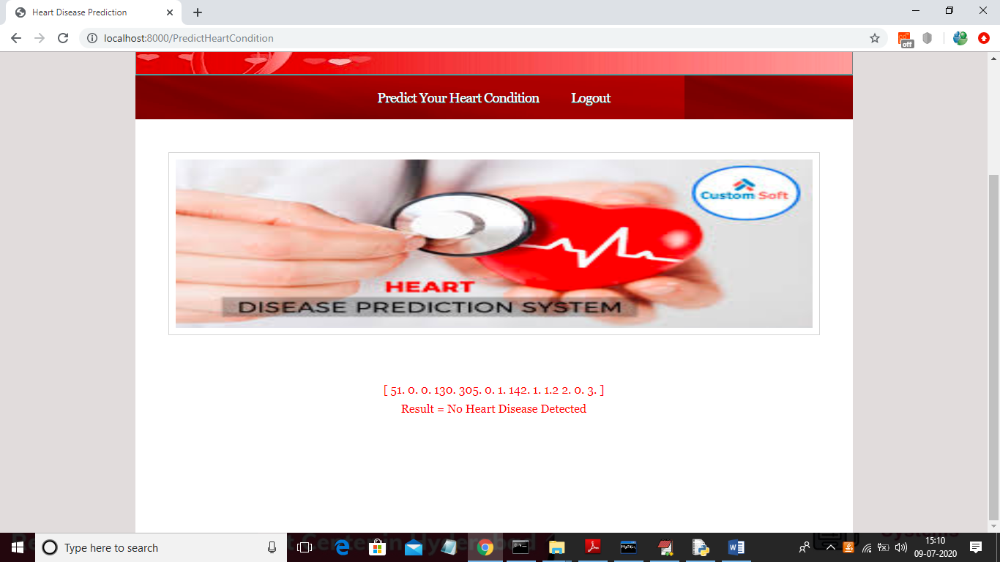 Heart Disease Prediction
localhost:8000/PredictHeartCondition
off
Predict Your Heart Condition Logout
Custom Soft
HEART
DISEASE PREDICTION SYSTEM
[ 51. 0. 0. 130. 305. 0. 1. 142. 1. 1.2 2. 0. 3. ]
Result = No Heart Disease Detected
Type here to search
15:10
09-07-2020